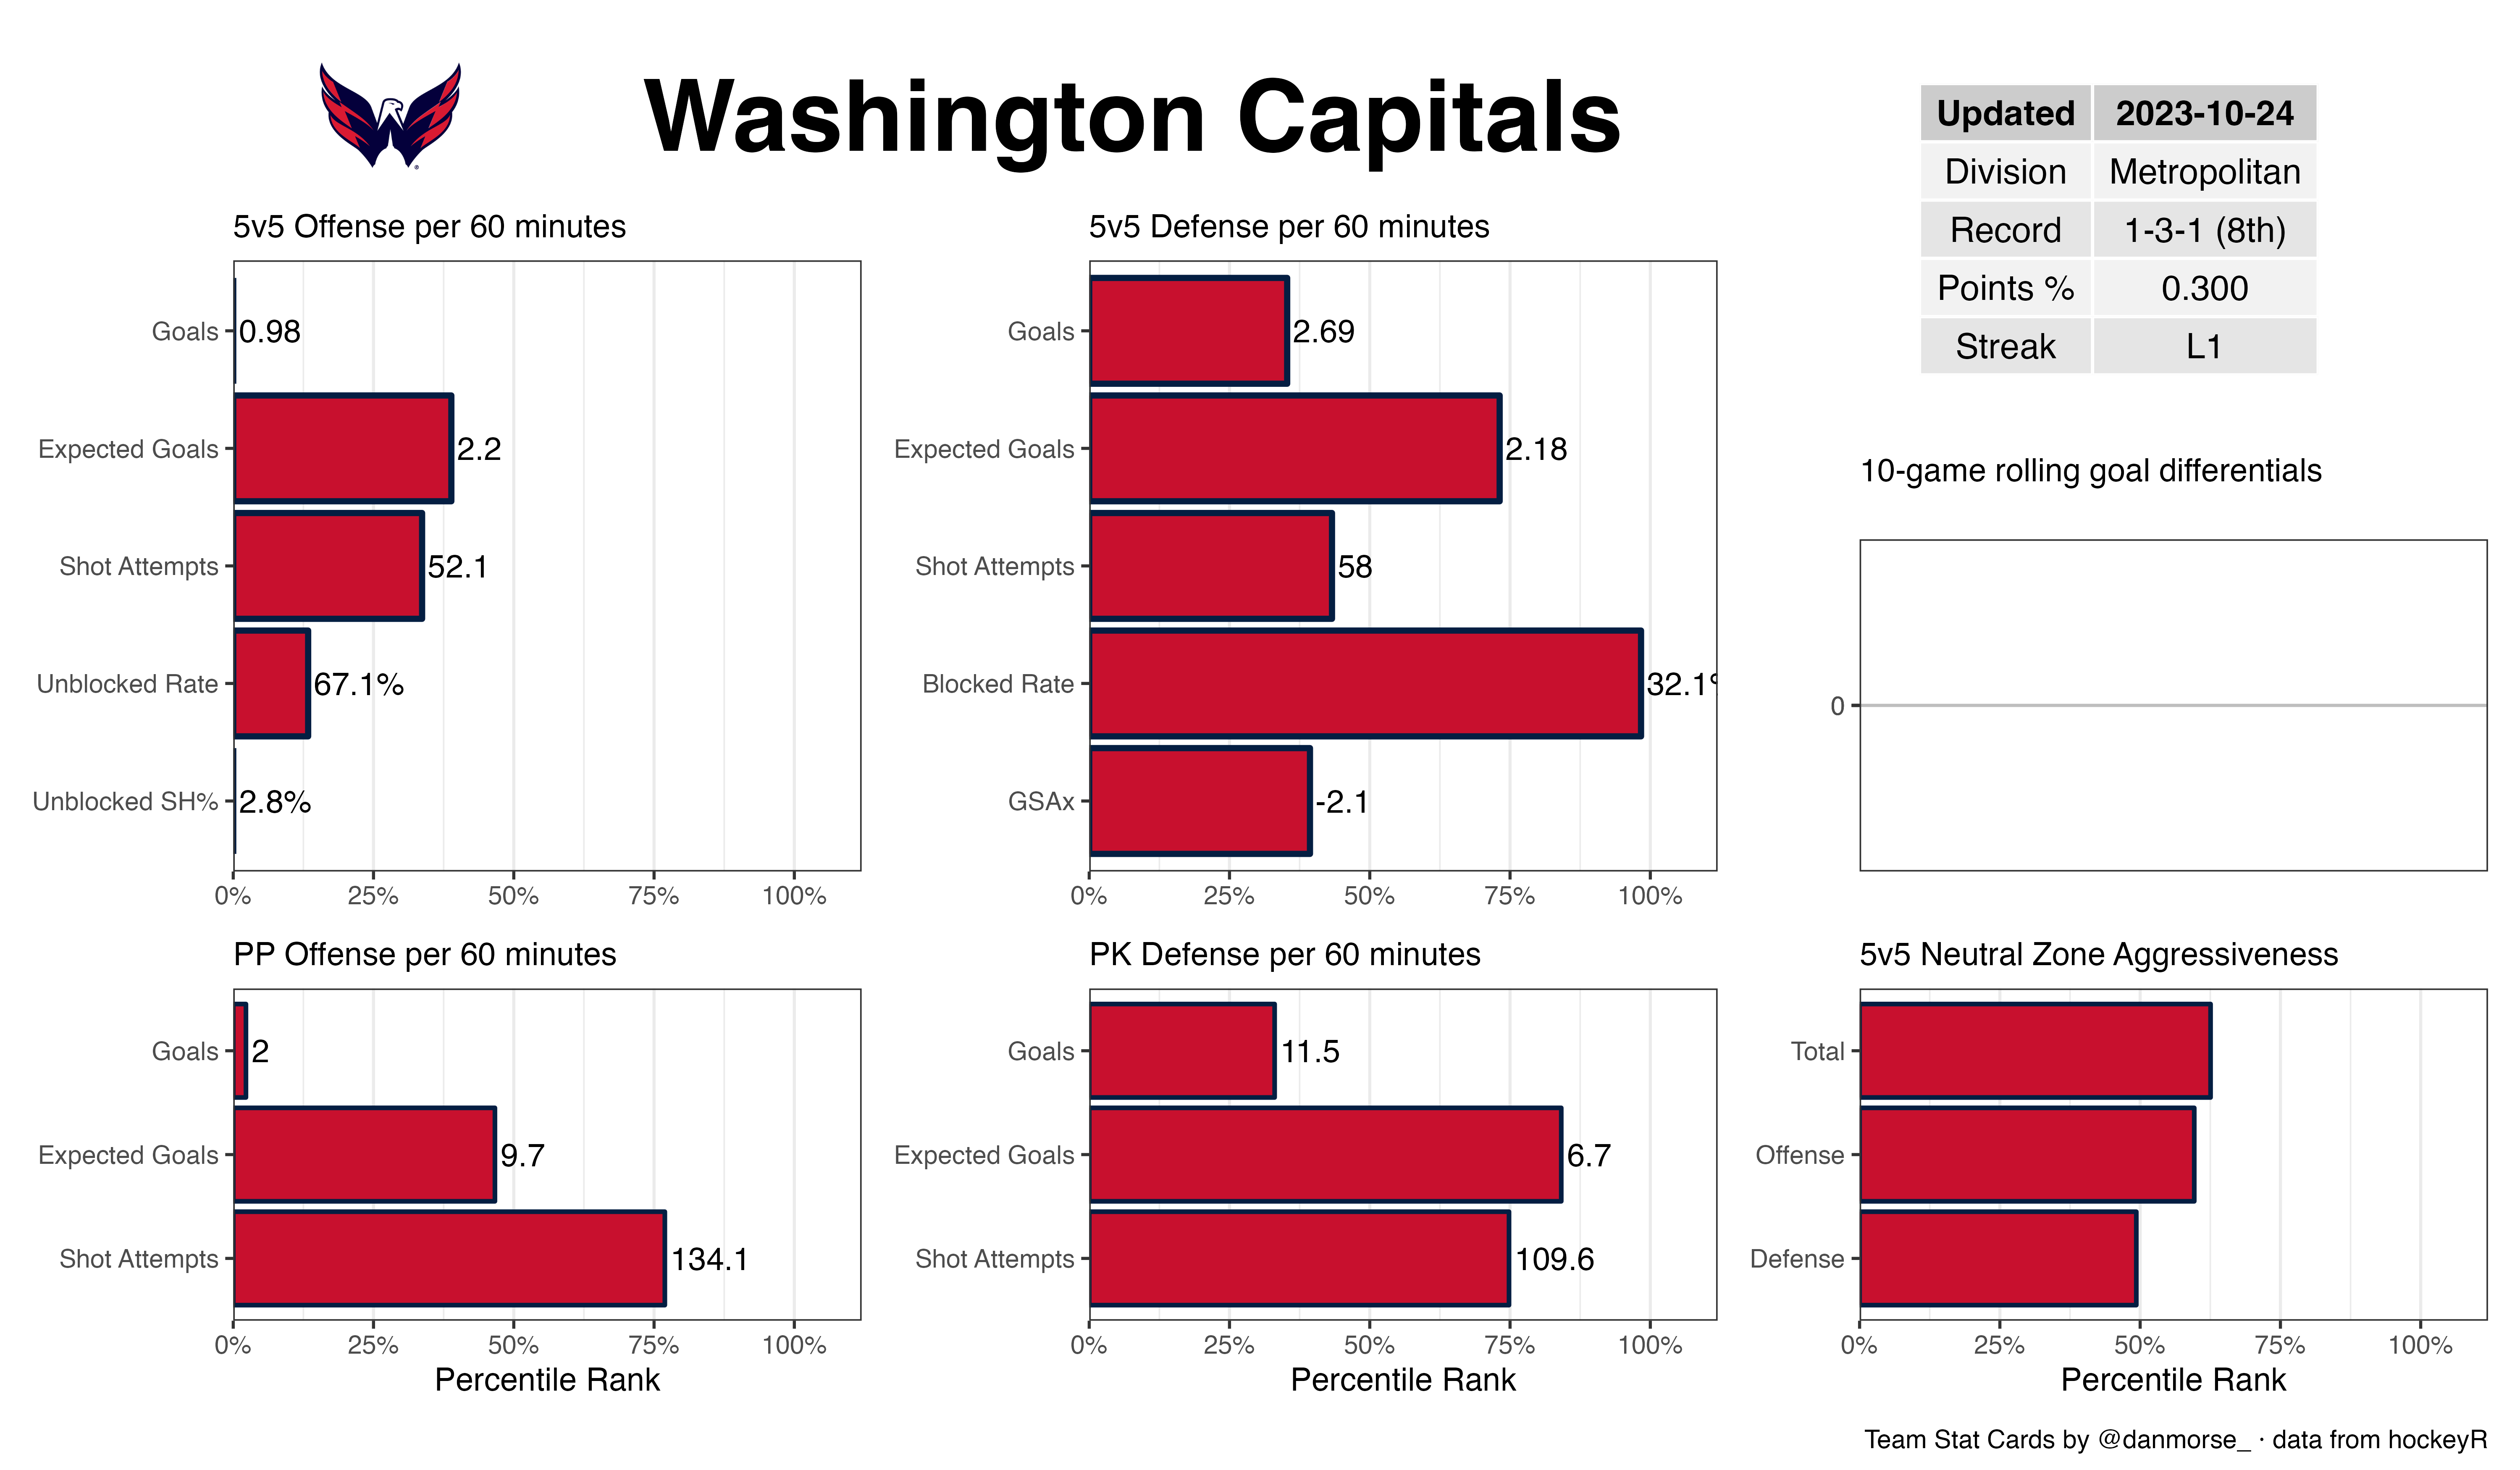 Washington Capitals
Updated 2023-10-24
Division Metropolitan
Record 1-3-1 (8th)
Points % 0.300
Streak L1
5v5 Offense per 60 minutes
Goals 0.98
Expected Goals 2.2
Shot Attempts 52.1
Unblocked Rate 67.1%
Unblocked SH% 2.8%
0% 25% 50% 75% 100%
5v5 Defense per 60 minutes
Goals 2.69
Expected Goals 2.18
Shot Attempts 58
Blocked Rate 32.1%
GSAx -2.1
0% 25% 50% 75% 100%
10-game rolling goal differentials
0
PP Offense per 60 minutes
Goals 2
Expected Goals 9.7
Shot Attempts 134.1
0% 25% 50% 75% 100%
Percentile Rank
PK Defense per 60 minutes
Goals 11.5
Expected Goals 6.7
Shot Attempts 109.6
0% 25% 50% 75% 100%
Percentile Rank
5v5 Neutral Zone Aggressiveness
Total
Offense
Defense
0% 25% 50% 75% 100%
Percentile Rank
Team Stat Cards by @danmorse_ · data from hockeyR